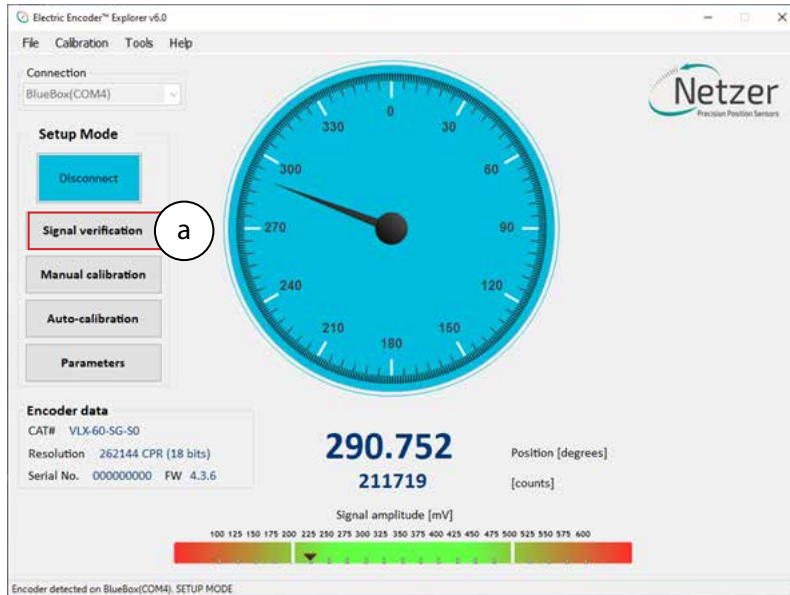 Electric Encoder™ Explorer v6.0
File Calibration Tools Help
Connection
BlueBox(COM4)
Netzer
Precision Position Sensors
Setup Mode
Disconnect
Signal verification
a
Manual calibration
Auto-calibration
Parameters
0
30
60
90
120
150
180
210
240
270
300
330
Encoder data
CAT# VLX-60-SG-S0
Resolution 262144 CPR (18 bits)
Serial No. 000000000 FW 4.3.6
290.752 Position [degrees]
211719 [counts]
Signal amplitude [mV]
100 125 150 175 200 225 250 275 300 325 350 375 400 425 450 475 500 525 550 575 600
Encoder detected on BlueBox(COM4). SETUP MODE